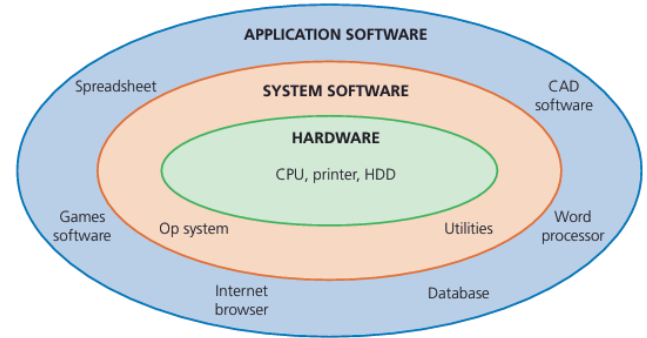 APPLICATION SOFTWARE
Spreadsheet
CAD
software
SYSTEM SOFTWARE
HARDWARE
CPU, printer, HDD
Games
software
Op system
Utilities
Word
processor
Internet
browser
Database